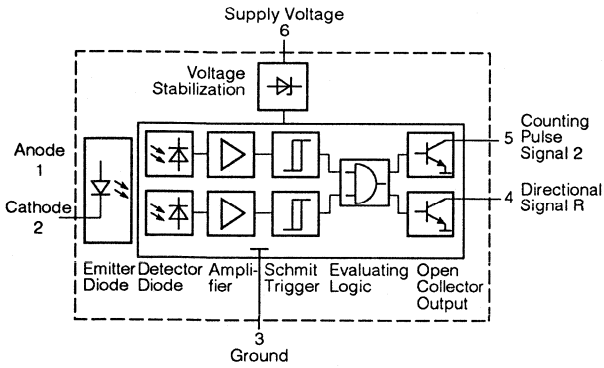 Supply Voltage
6
Voltage
Stabilization
Anode
1
Cathode
2
5
Counting
Pulse
Signal 2
4
Directional
Signal R
Emitter
Diode
Detector
Diode
Ampli-
fier
Schmit
Trigger
Evaluating
Logic
Open
Collector
Output
3
Ground